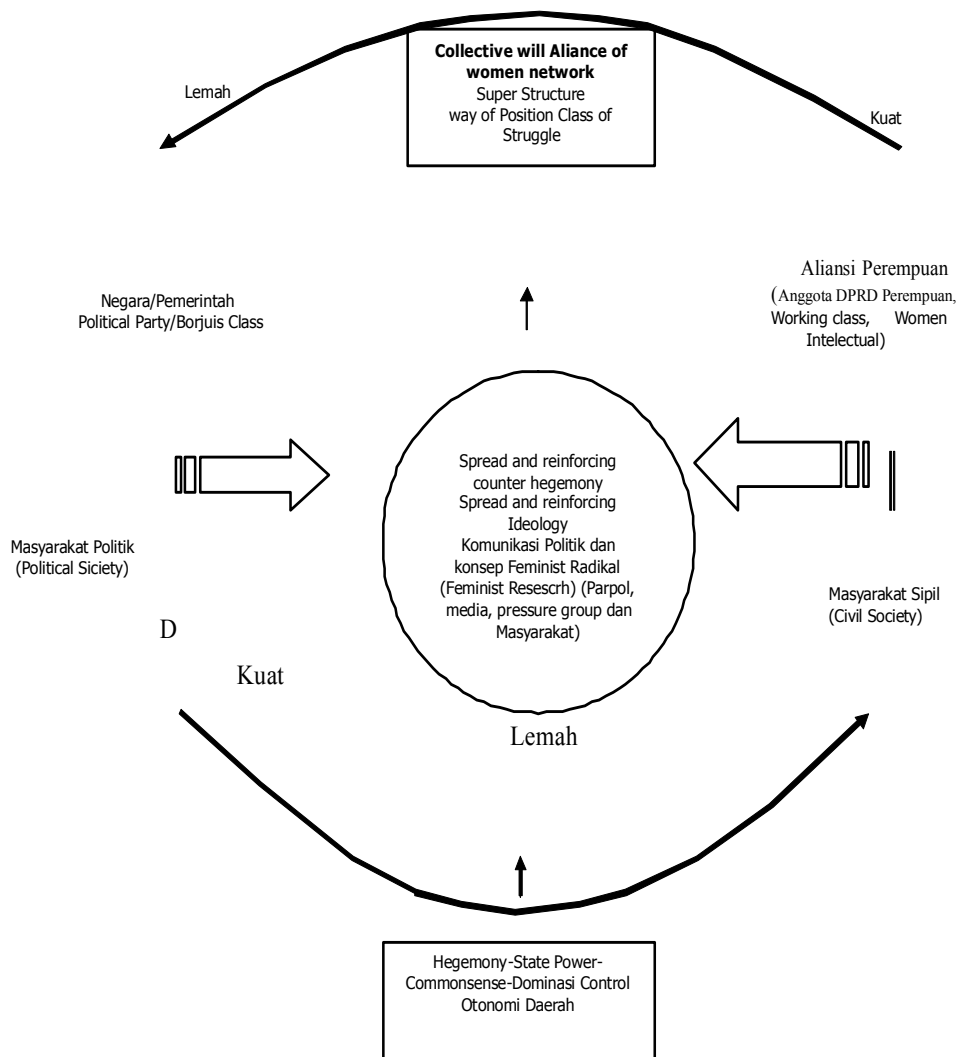 Collective will Aliance of
women network
Super Structure
way of Position Class of
Struggle
Lemah
Kuat
Negara/Pemerintah
Political Party/Borjuis Class
Aliansi Perempuan
(Anggota DPRD Perempuan,
Working class, Women
Intelectual)
Spread and reinforcing
counter hegemony
Spread and reinforcing
Ideology
Komunikasi Politik dan
konsep Feminist Radikal
(Feminist Resescrh) (Parpol,
media, pressure group dan
Masyarakat)
Masyarakat Politik
(Political Siciety)
Masyarakat Sipil
(Civil Society)
D
Kuat
Lemah
Hegemony-State Power-
Commonsense-Dominasi Control
Otonomi Daerah